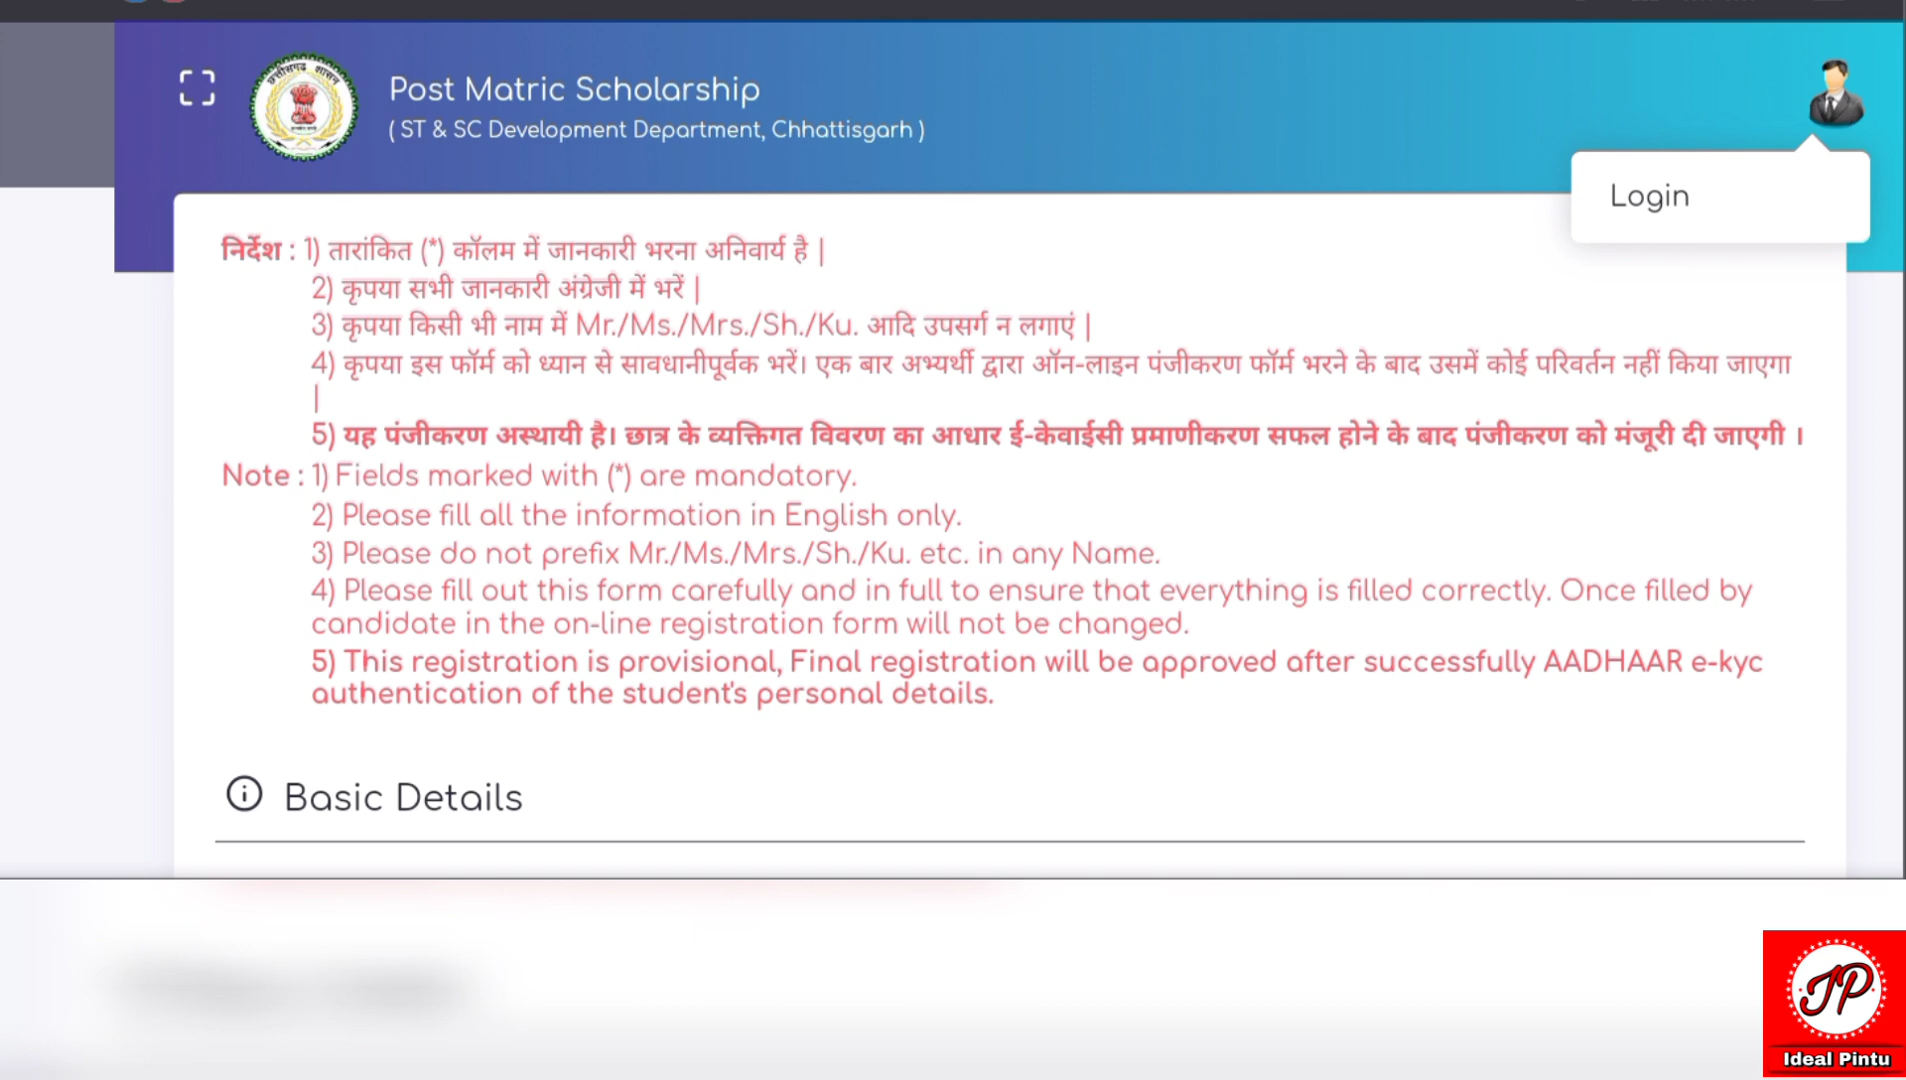 Post Matric Scholarship
( ST & SC Development Department, Chhattisgarh )
Login
निर्देश : 1) तारांकित (*) कॉलम में जानकारी भरना अनिवार्य है |
2) कृपया सभी जानकारी अंग्रेजी में भरें |
3) कृपया किसी भी नाम में Mr./Ms./Mrs./Sh./Ku. आदि उपसर्ग न लगाएं |
4) कृपया इस फॉर्म को ध्यान से सावधानीपूर्वक भरें। एक बार अभ्यर्थी द्वारा ऑन-लाइन पंजीकरण फॉर्म भरने के बाद उसमें कोई परिवर्तन नहीं किया जाएगा
|
5) यह पंजीकरण अस्थायी है। छात्र के व्यक्तिगत विवरण का आधार ई-केवाईसी प्रमाणीकरण सफल होने के बाद पंजीकरण को मंजूरी दी जाएगी ।
Note : 1) Fields marked with (*) are mandatory.
2) Please fill all the information in English only.
3) Please do not prefix Mr./Ms./Mrs./Sh./Ku. etc. in any Name.
4) Please fill out this form carefully and in full to ensure that everything is filled correctly. Once filled by
candidate in the on-line registration form will not be changed.
5) This registration is provisional, Final registration will be approved after successfully AADHAAR e-kyc
authentication of the student's personal details.
Basic Details
JP
Ideal Pintu